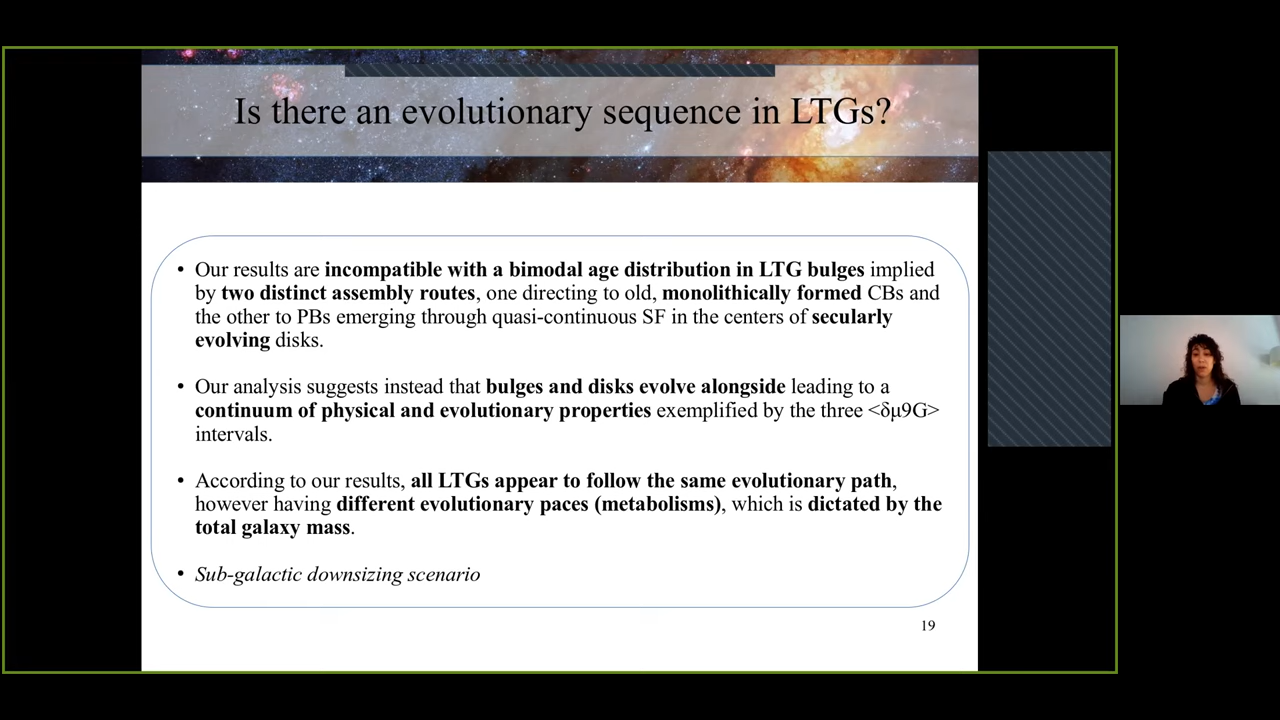 Is there an evolutionary sequence in LTGs?
• Our results are incompatible with a bimodal age distribution in LTG bulges implied
by two distinct assembly routes, one directing to old, monolithically formed CBs and
the other to PBs emerging through quasi-continuous SF in the centers of secularly
evolving disks.
• Our analysis suggests instead that bulges and disks evolve alongside leading to a
continuum of physical and evolutionary properties exemplified by the three <δμ9G>
intervals.
• According to our results, all LTGs appear to follow the same evolutionary path,
however having different evolutionary paces (metabolisms), which is dictated by the
total galaxy mass.
• Sub-galactic downsizing scenario
19